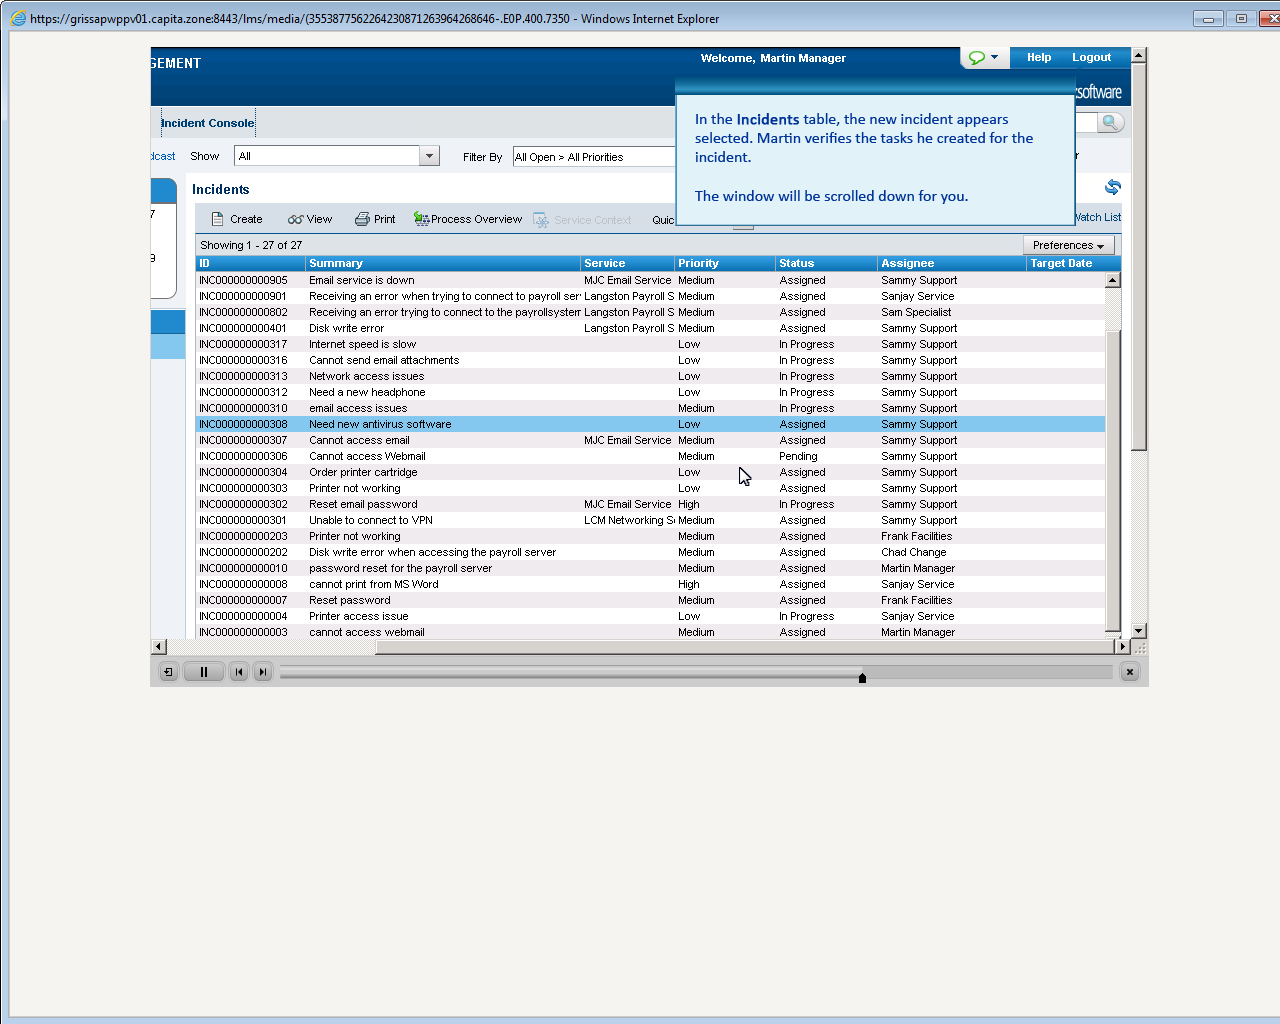 https://grissapwppv01.capita.zone:8443/lms/media/(3553877562264230871263964268646-.E0P.400.7350 - Windows Internet Explorer
GEMENT
Welcome, Martin Manager
Help
Logout
software
Incident Console
In the Incidents table, the new incident appears
selected. Martin verifies the tasks he created for the
incident.
The window will be scrolled down for you.
dcast
Show
All
Filter By
All Open > All Priorities
r
7
9
Incidents
Create
View
Print
Process Overview
Service Context
Quic
Watch List
Showing 1 - 27 of 27
Preferences
ID Summary Service Priority Status Assignee Target Date
INC000000000905 Email service is down MJC Email Service Medium Assigned Sammy Support
INC000000000901 Receiving an error when trying to connect to payroll ser Langston Payroll S Medium Assigned Sanjay Service
INC000000000802 Receiving an error trying to connect to the payrollsystem Langston Payroll S Medium Assigned Sam Specialist
INC000000000401 Disk write error Langston Payroll S Medium Assigned Sammy Support
INC000000000317 Internet speed is slow Low In Progress Sammy Support
INC000000000316 Cannot send email attachments Low In Progress Sammy Support
INC000000000313 Network access issues Low In Progress Sammy Support
INC000000000312 Need a new headphone Low In Progress Sammy Support
INC000000000310 email access issues Medium In Progress Sammy Support
INC000000000308 Need new antivirus software Low Assigned Sammy Support
INC000000000307 Cannot access email MJC Email Service Medium Assigned Sammy Support
INC000000000306 Cannot access Webmail Medium Pending Sammy Support
INC000000000304 Order printer cartridge Low Assigned Sammy Support
INC000000000303 Printer not working Low Assigned Sammy Support
INC000000000302 Reset email password MJC Email Service High In Progress Sammy Support
INC000000000301 Unable to connect to VPN LCM Networking S Medium Assigned Sammy Support
INC000000000203 Printer not working Medium Assigned Frank Facilities
INC000000000202 Disk write error when accessing the payroll server Medium Assigned Chad Change
INC000000000010 password reset for the payroll server Medium Assigned Martin Manager
INC000000000008 cannot print from MS Word High Assigned Sanjay Service
INC000000000007 Reset password Medium Assigned Frank Facilities
INC000000000004 Printer access issue Low In Progress Sanjay Service
INC000000000003 cannot access webmail Medium Assigned Martin Manager